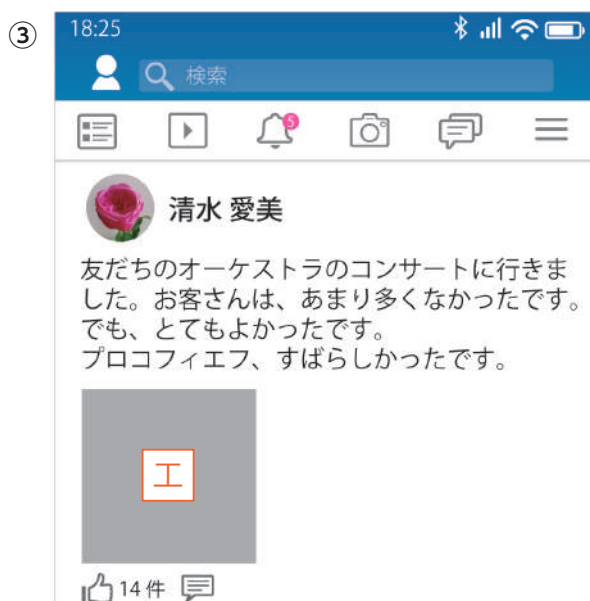 ③
18:25
検索
5
清水 愛美
友だちのオーケストラのコンサートに行きま
した。お客さんは、あまり多くなかったです。
でも、とてもよかったです。
プロコフィエフ、すばらしかったです。
エ
14 件